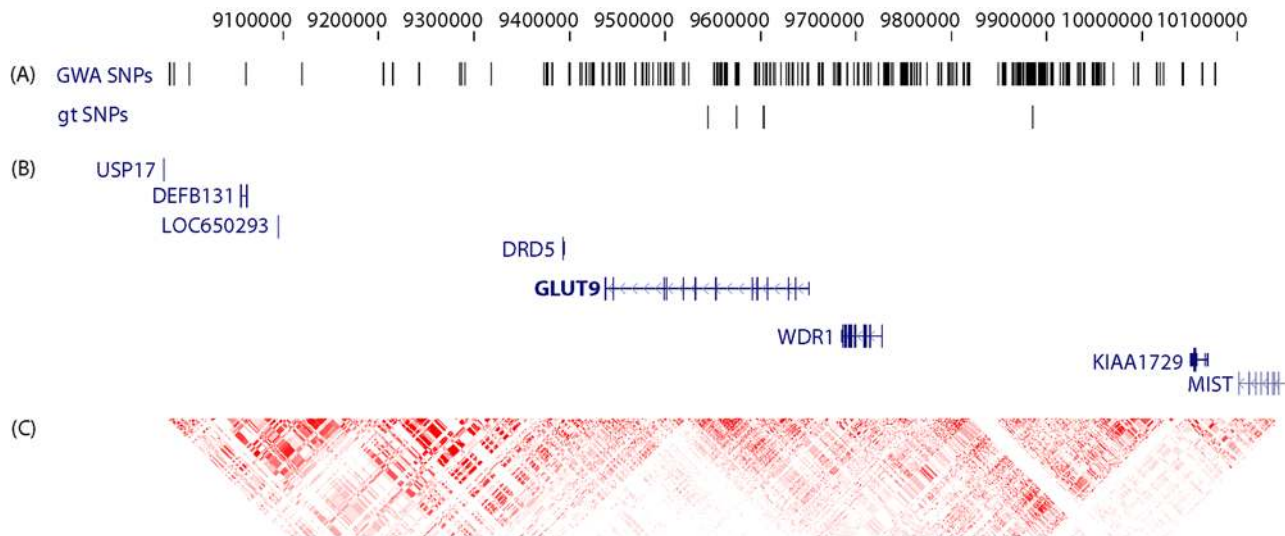 9100000 9200000 9300000 9400000 9500000 9600000 9700000 9800000 9900000 10000000 10100000
(A) GWA SNPs
gt SNPs
(B) USP17
DEFB131
LOC650293
DRD5
GLUT9
WDR1
KIAA1729
MIST
(C)